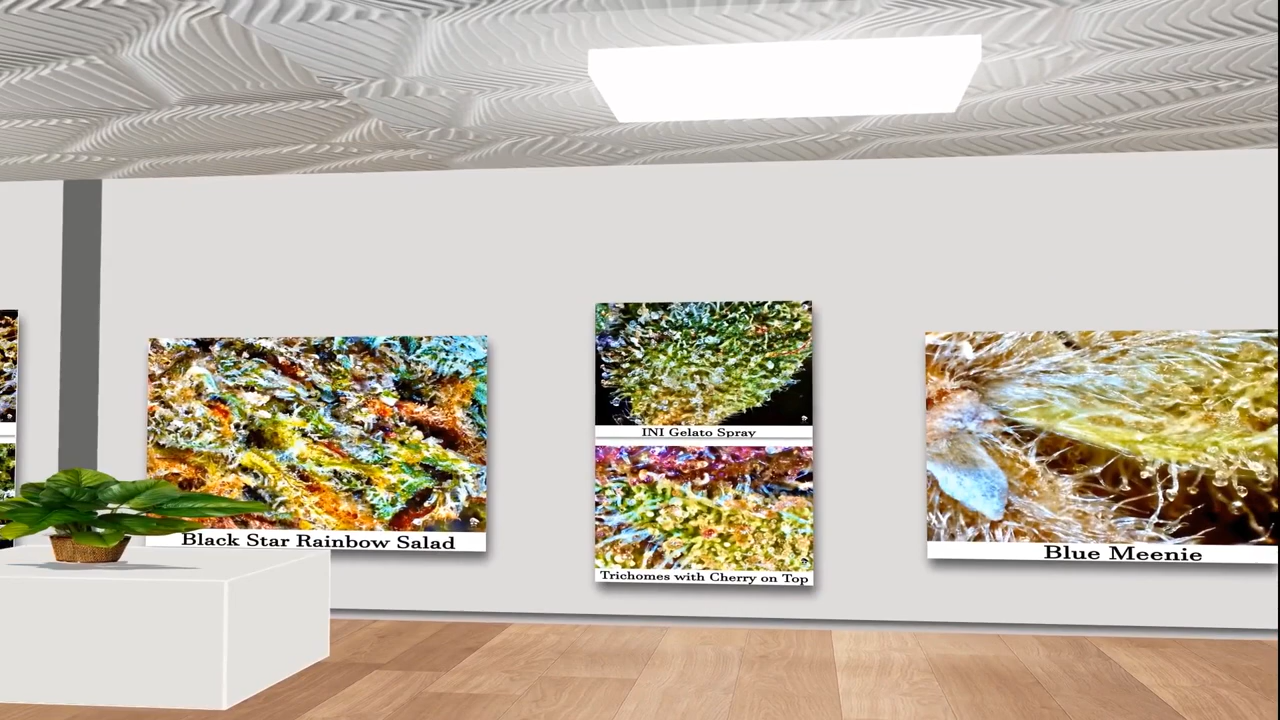 Black Star Rainbow Salad
INI Gelato Spray
Trichomes with Cherry on Top
Blue Meenie